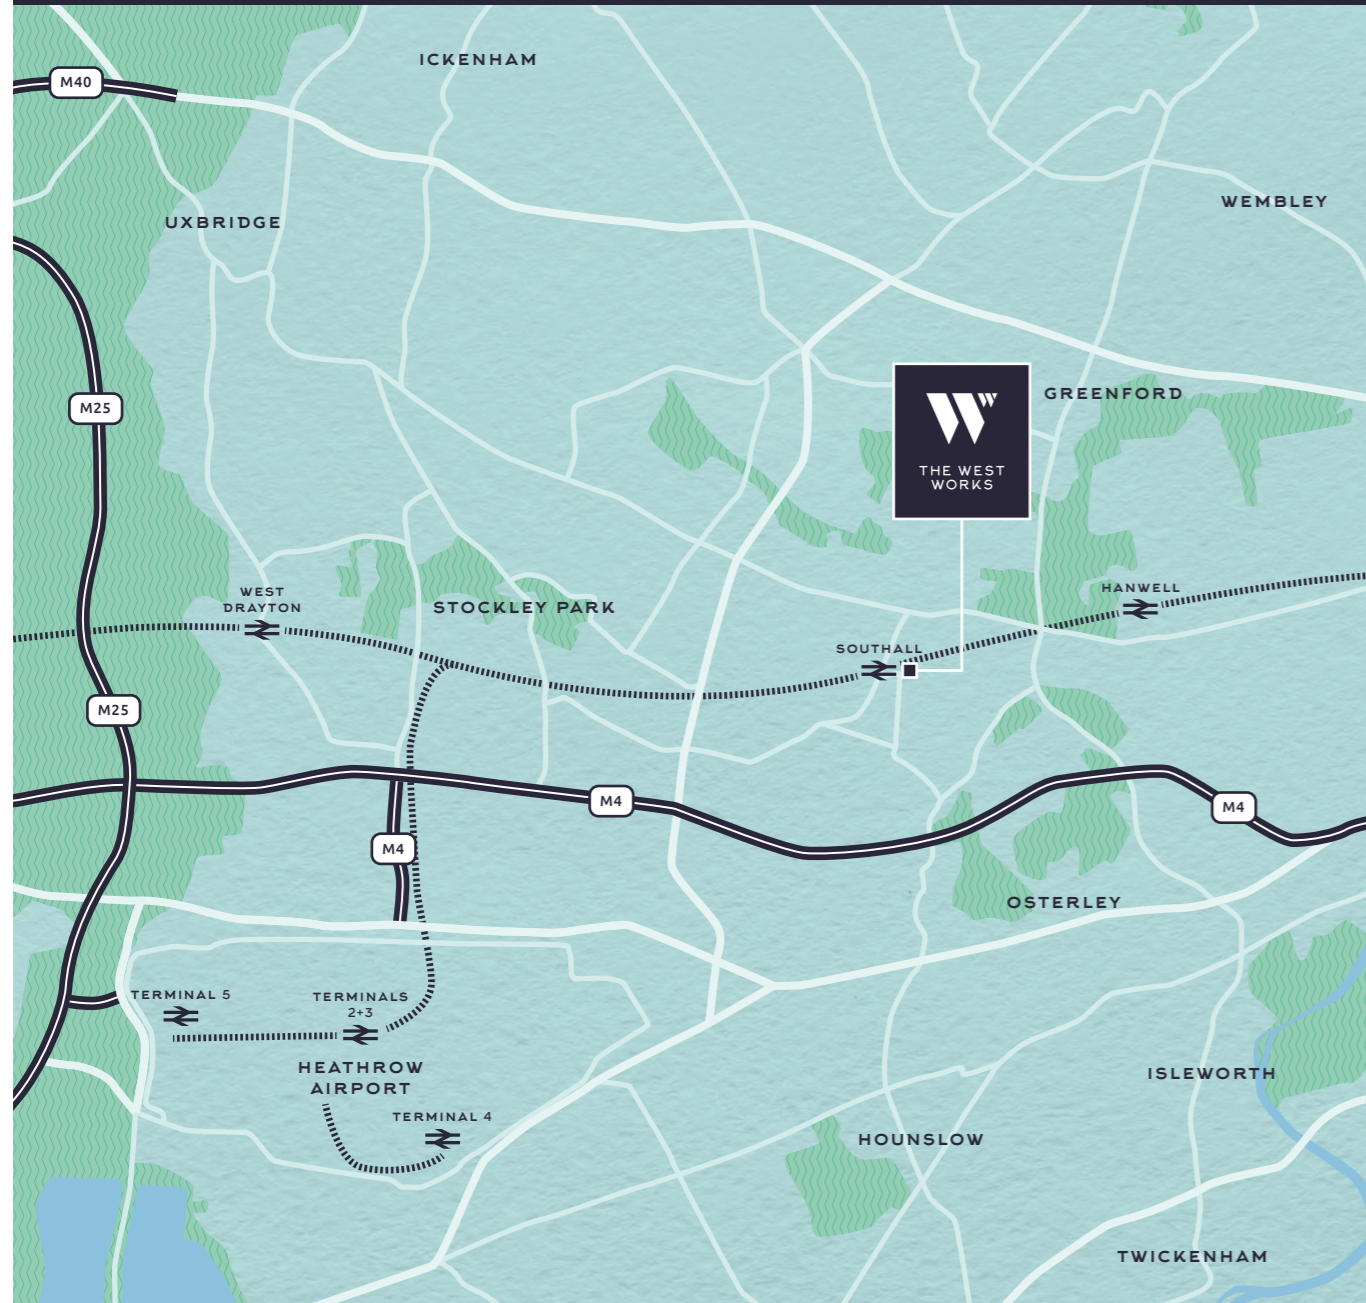 ICKENHAM
M40
WEMBLEY
UXBRIDGE
GREENFORD
M25
THE WEST
WORKS
WEST
DRAYTON
STOCKLEY PARK
HANWELL
SOUTHALL
M25
M4
M4
M4
OSTERLEY
TERMINAL 5
TERMINALS
2+3
HEATHROW
AIRPORT
ISLEWORTH
TERMINAL 4
HOUNSLOW
TWICKENHAM